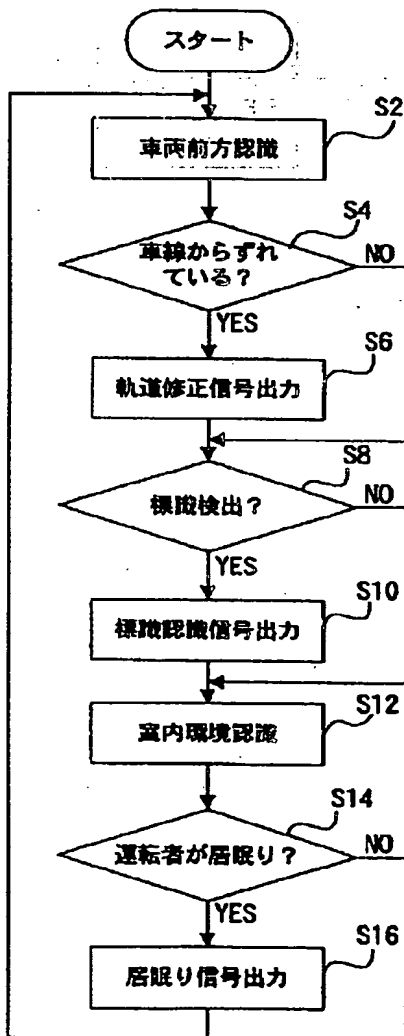 スタート
S2
車両前方認識
S4
車線からずれ
ている？
NO
YES
S6
軌道修正信号出力
S8
標識検出？
NO
YES
S10
標識認識信号出力
S12
室内環境認識
S14
運転者が居眠り？
NO
YES
S16
居眠り信号出力